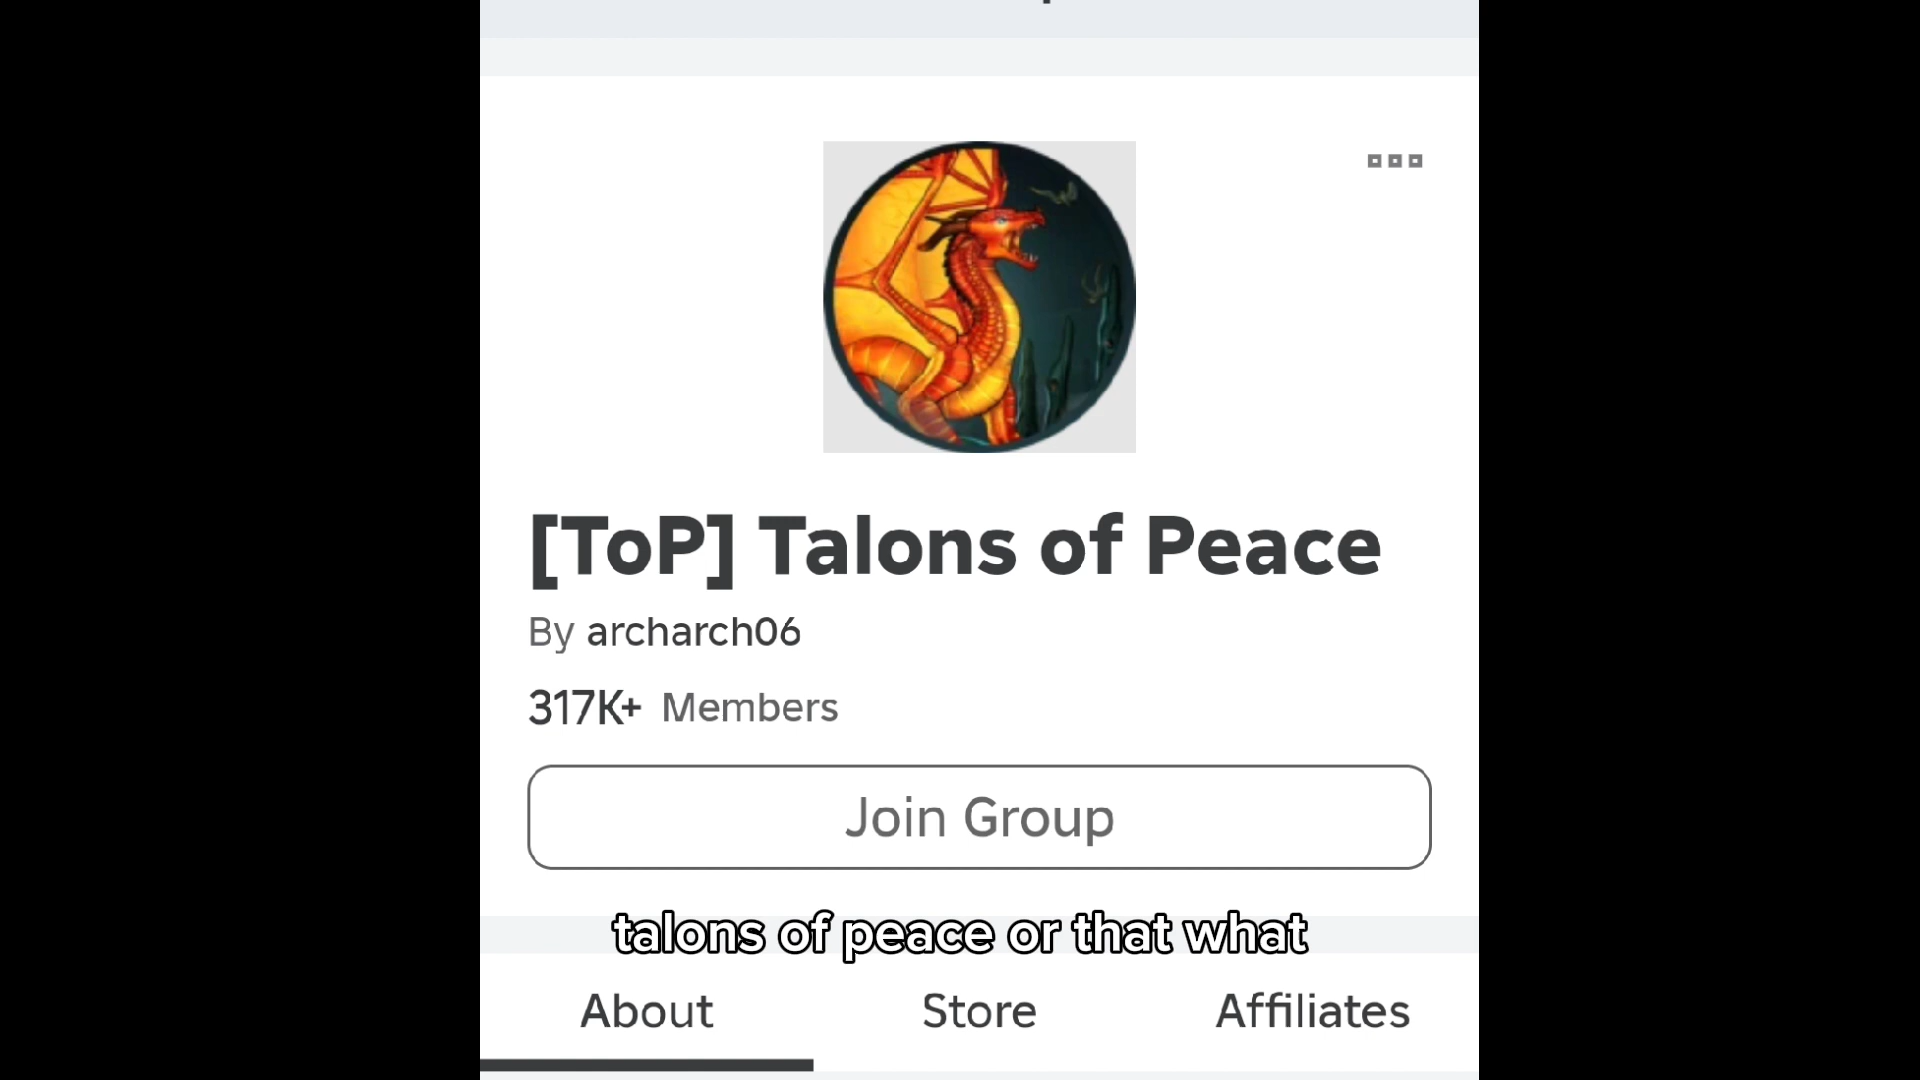 [ToP] Talons of Peace
By archarch06
317K+ Members
Join Group
talons of peace or that what
About Store Affiliates